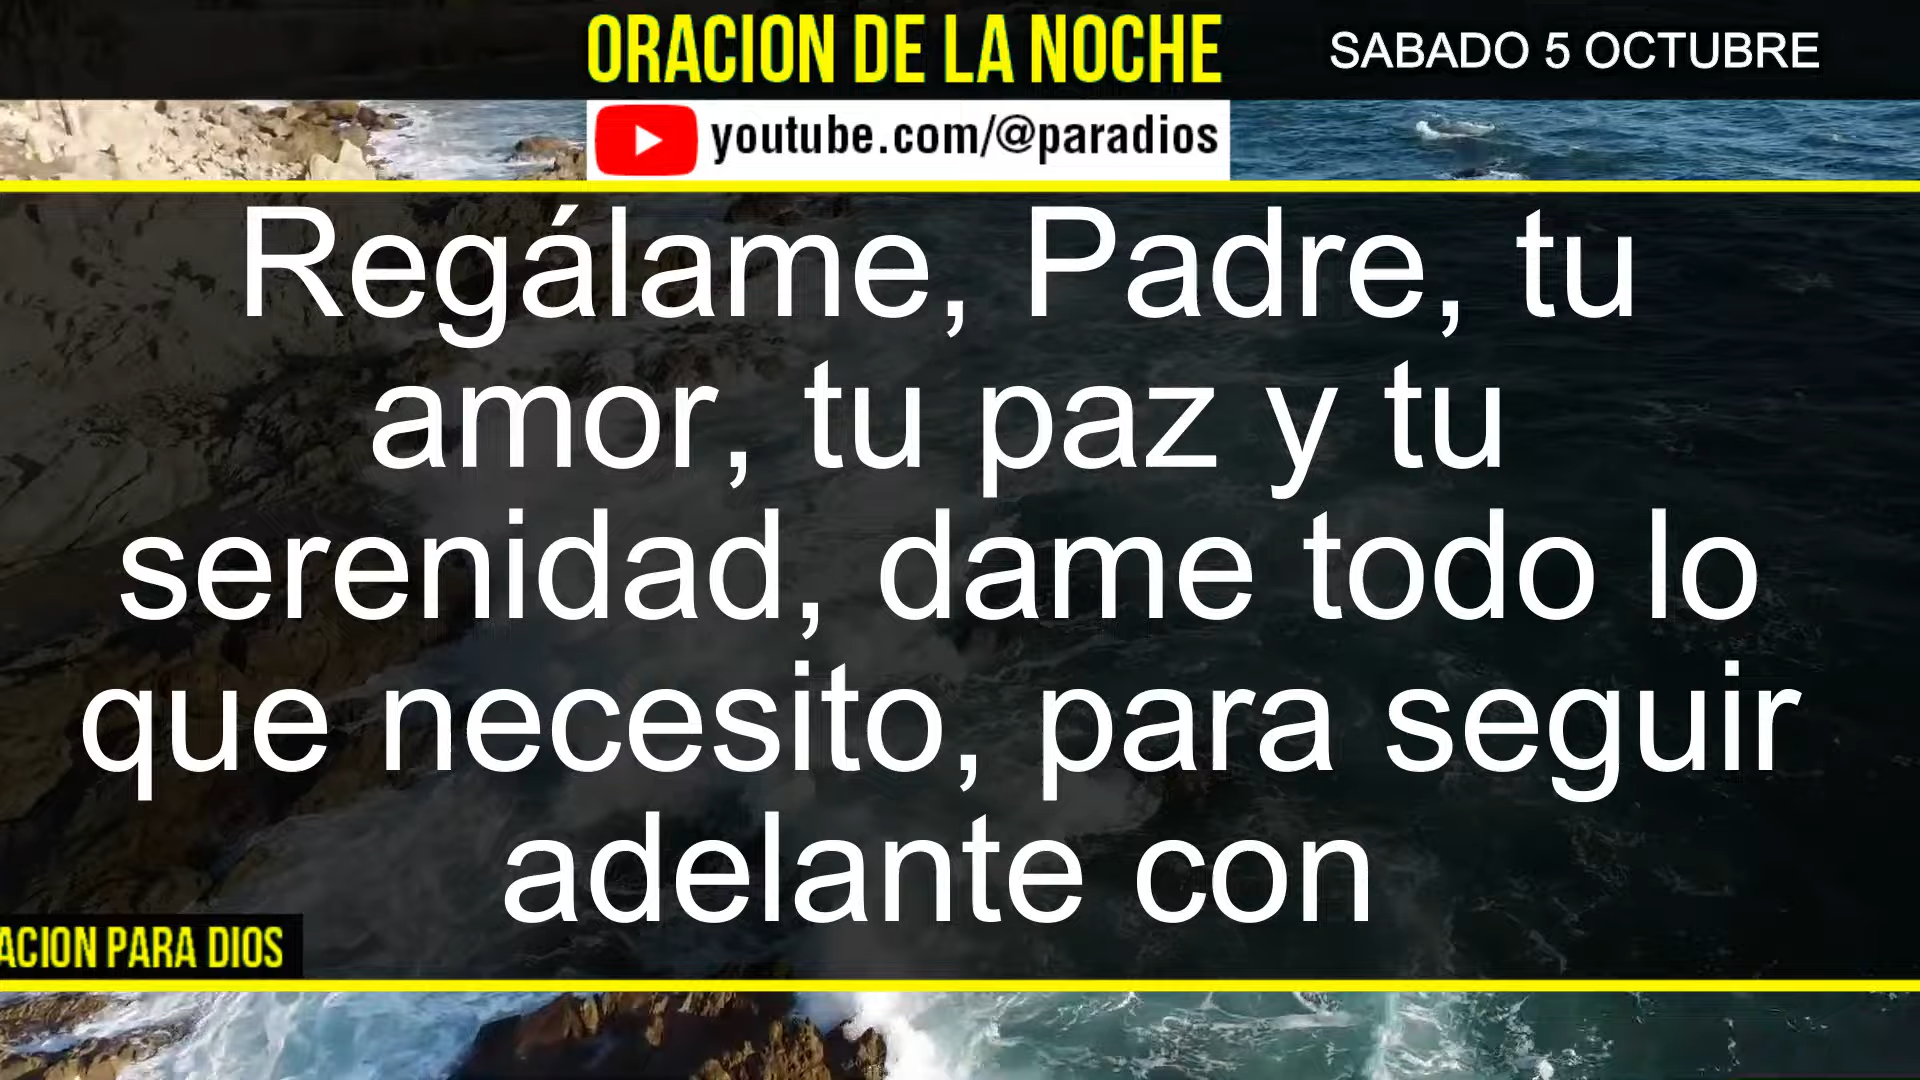 ORACION DE LA NOCHE
SABADO 5 OCTUBRE
youtube.com/@paradios
Regálame, Padre, tu
amor, tu paz y tu
serenidad, dame todo lo
que necesito, para seguir
adelante con
ACION PARA DIOS